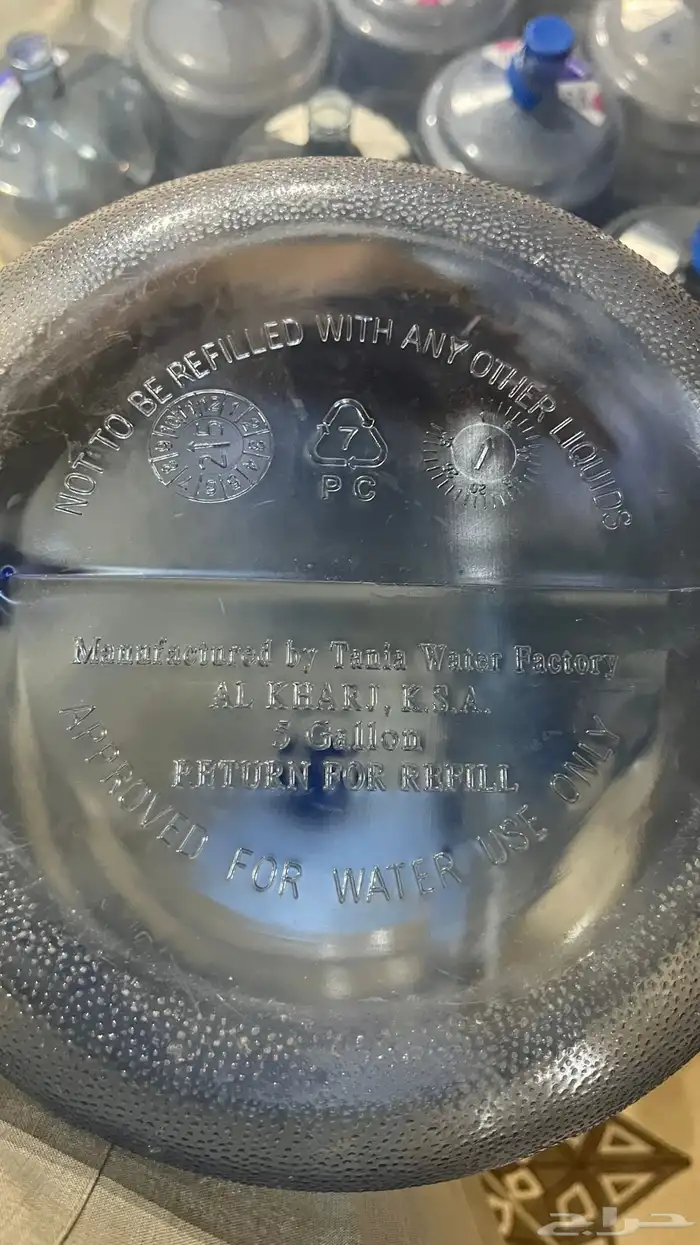 NOT TO BE REFILLED WITH ANY OTHER LIQUIDS
7
PC
Manufactured by Tania Water Factory
AL KHARJ, K.S.A.
5 Gallon
RETURN FOR REFILL
APPROVED FOR WATER USE ONLY
حراج